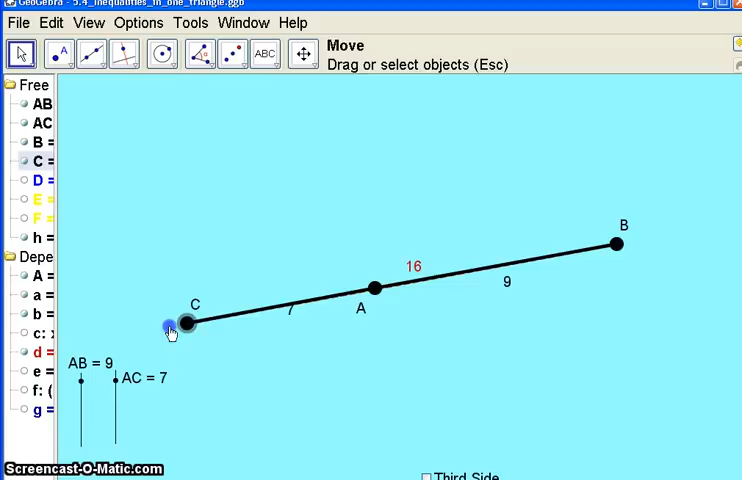 GeoGebra - 5.4_inequalities_in_one_triangle.ggb
File Edit View Options Tools Window Help
A
ABC
Move
Drag or select objects (Esc)
Free
AB
AC
B =
C =
D =
E =
F =
h =
Depe
A =
a =
b =
c: x
d =
e =
f: (
g =
B
16
9
C
7
A
AB = 9
AC = 7
Third Side
Screencast-O-Matic.com